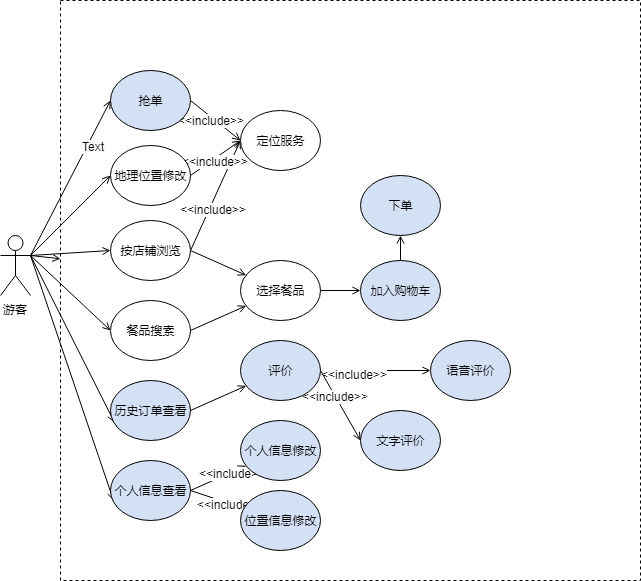 抢单
<<include>>
定位服务
Text
<<include>>
地理位置修改
下单
<<include>>
按店铺浏览
选择餐品
加入购物车
游客
餐品搜索
评价
<<include>>
语音评价
<<include>>
历史订单查看
文字评价
个人信息修改
<<include>
个人信息查看
<<include
位置信息修改